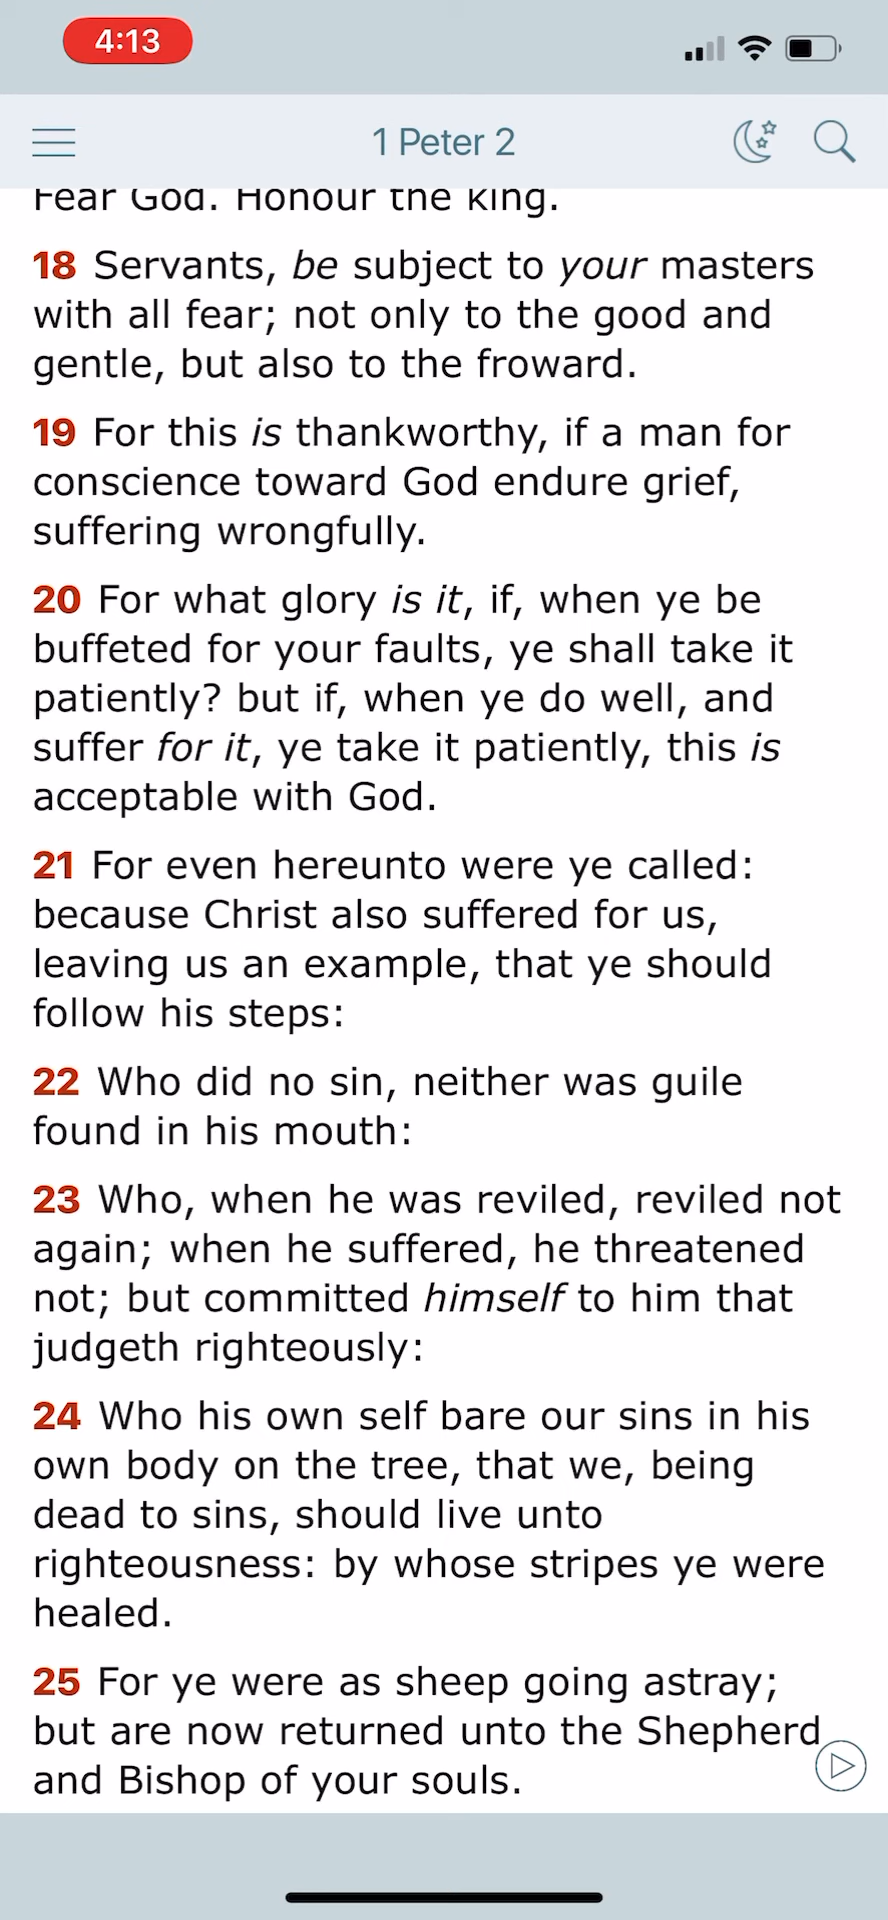 4:13
1 Peter 2
Fear God. Honour the king.
18 Servants, be subject to your masters
with all fear; not only to the good and
gentle, but also to the froward.
19 For this is thankworthy, if a man for
conscience toward God endure grief,
suffering wrongfully.
20 For what glory is it, if, when ye be
buffeted for your faults, ye shall take it
patiently? but if, when ye do well, and
suffer for it, ye take it patiently, this is
acceptable with God.
21 For even hereunto were ye called:
because Christ also suffered for us,
leaving us an example, that ye should
follow his steps:
22 Who did no sin, neither was guile
found in his mouth:
23 Who, when he was reviled, reviled not
again; when he suffered, he threatened
not; but committed himself to him that
judgeth righteously:
24 Who his own self bare our sins in his
own body on the tree, that we, being
dead to sins, should live unto
righteousness: by whose stripes ye were
healed.
25 For ye were as sheep going astray;
but are now returned unto the Shepherd
and Bishop of your souls.